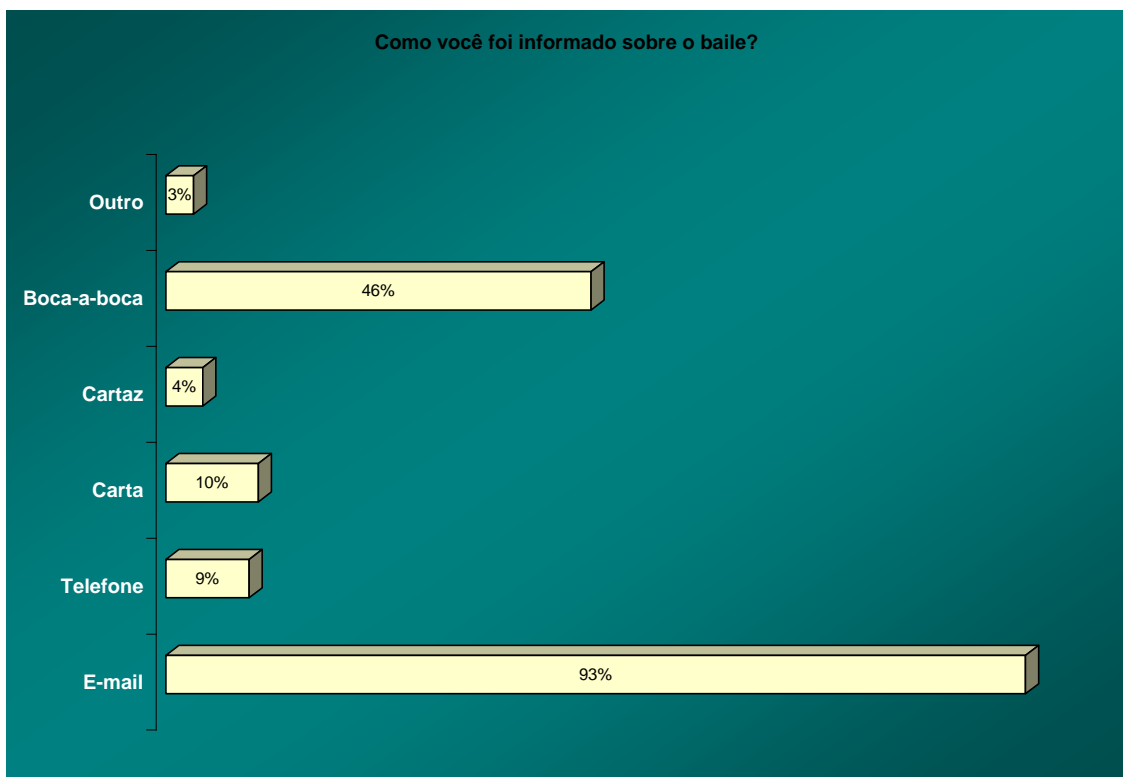 Como você foi informado sobre o baile?
Outro
3%
Boca-a-boca
46%
Cartaz
4%
Carta
10%
Telefone
9%
E-mail
93%